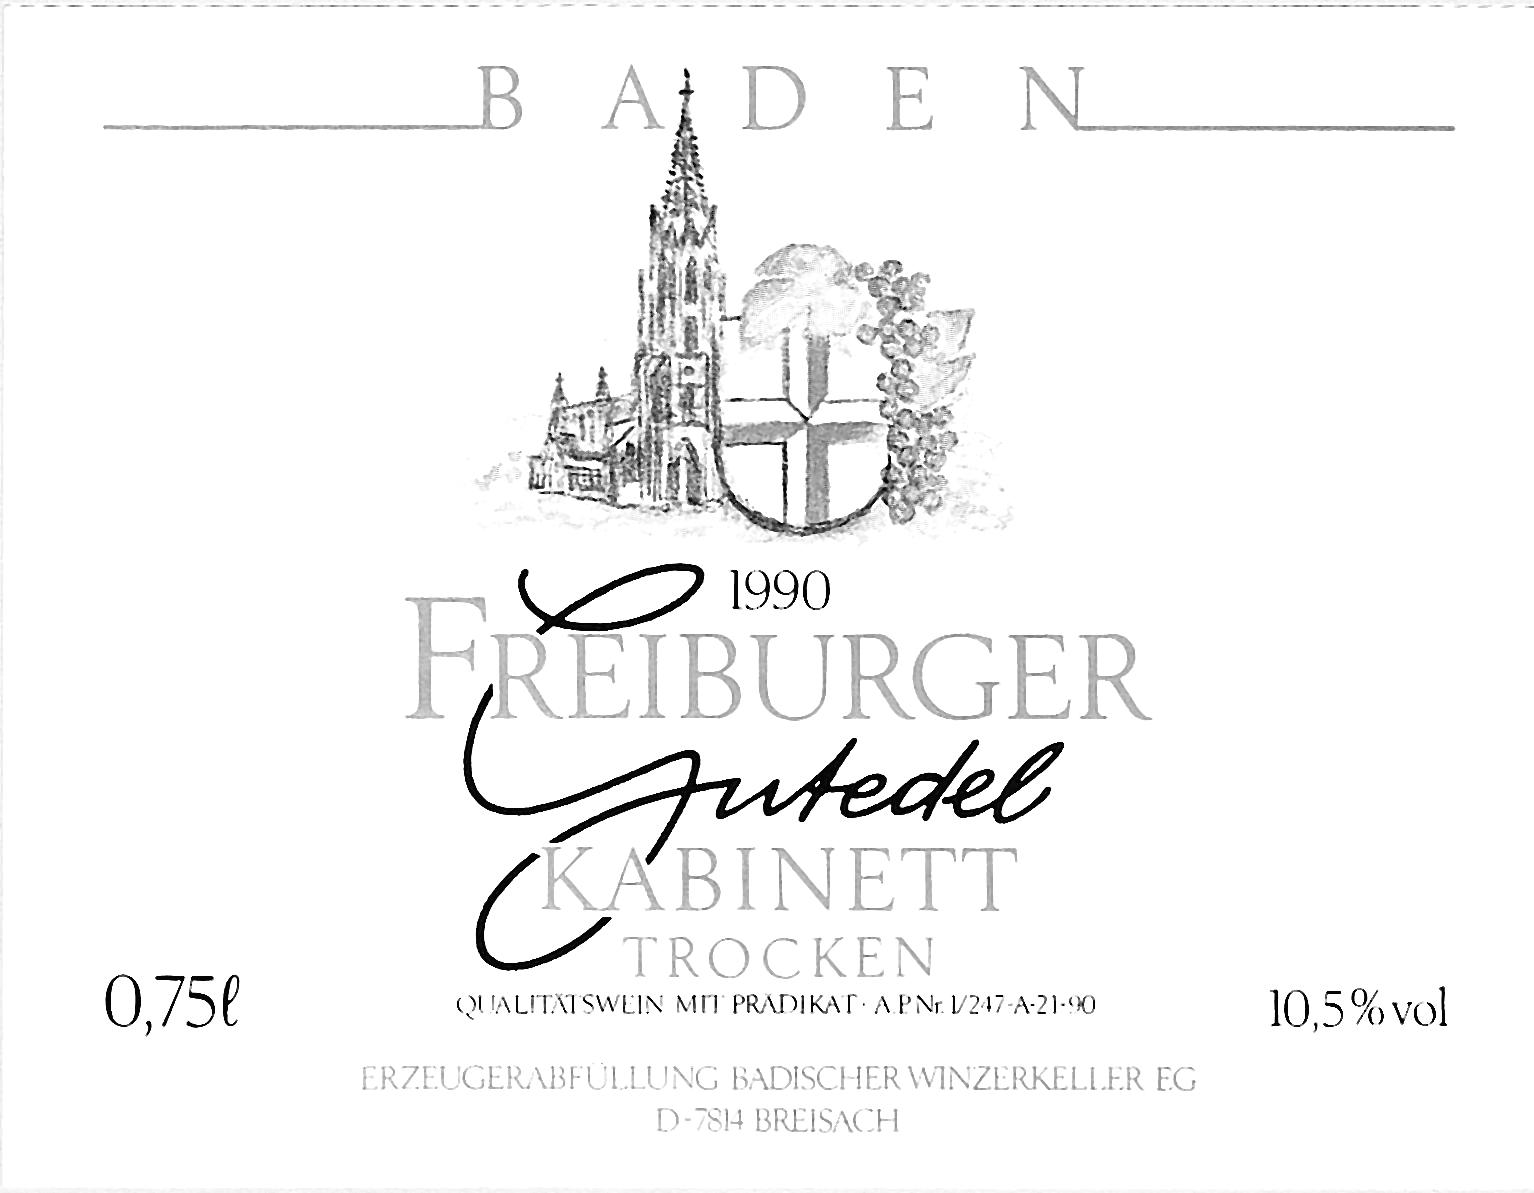 BADEN
1990
FREIBURGER
Gutedel
KABINETT
TROCKEN
0,75ℓ
QUALITÄTSWEIN MIT PRÄDIKAT · A.P.Nr. 1/247-A-21-90
10,5% vol
ERZEUGERABFÜLLUNG BADISCHER WINZERKELLER EG
D-7814 BREISACH